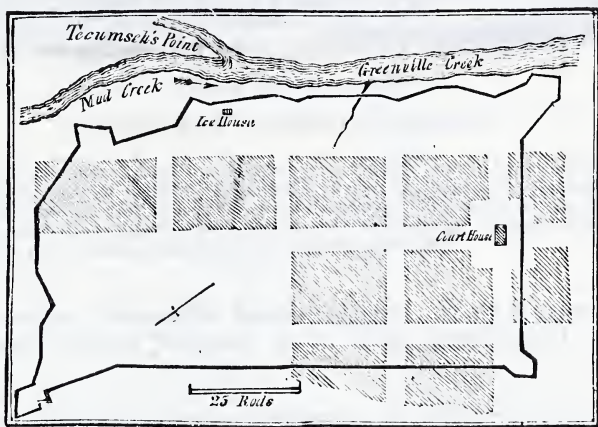 Tecumseh's Point
Greenville Creek
Mud Creek
Ice House
Court House
25 Rods